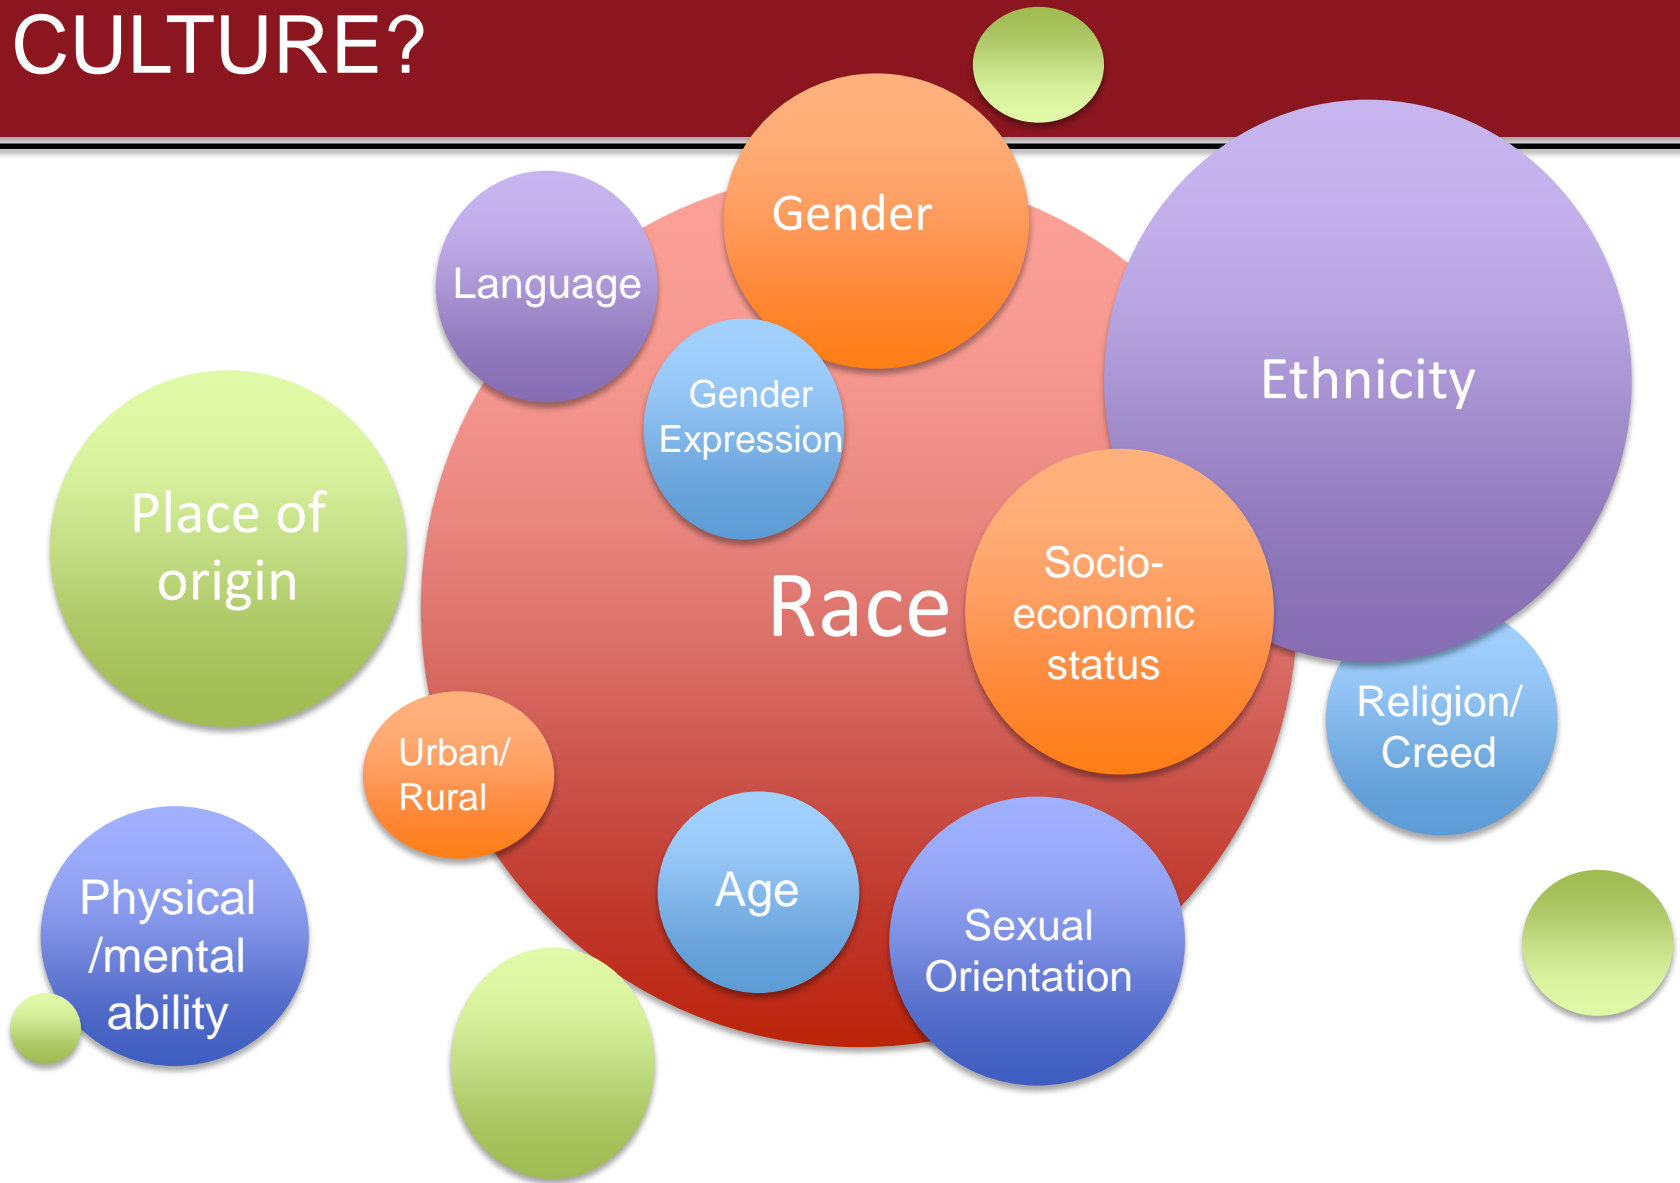 CULTURE?
Gender
Language
Ethnicity
Gender
Expression
Place of
origin
Race
Socio-
economic
status
Religion/
Creed
Urban/
Rural
Age
Physical
/mental
ability
Sexual
Orientation